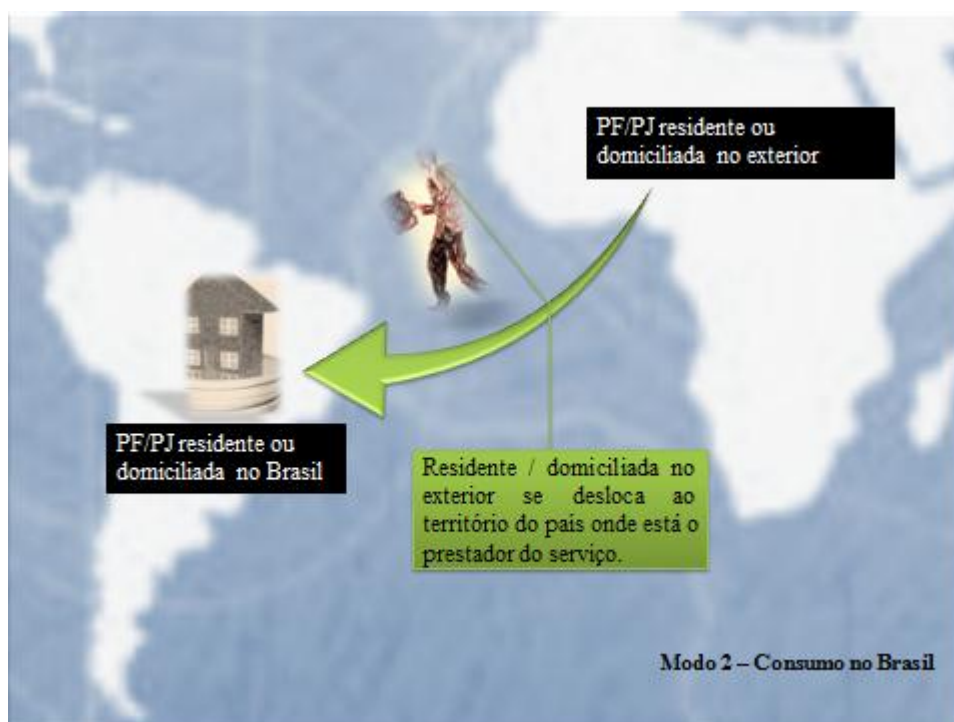 PF/PJ residente ou
domiciliada no exterior
PF/PJ residente ou
domiciliada no Brasil
Residente / domiciliada no
exterior se desloca ao
território do país onde está o
prestador do serviço.
Modo 2 – Consumo no Brasil